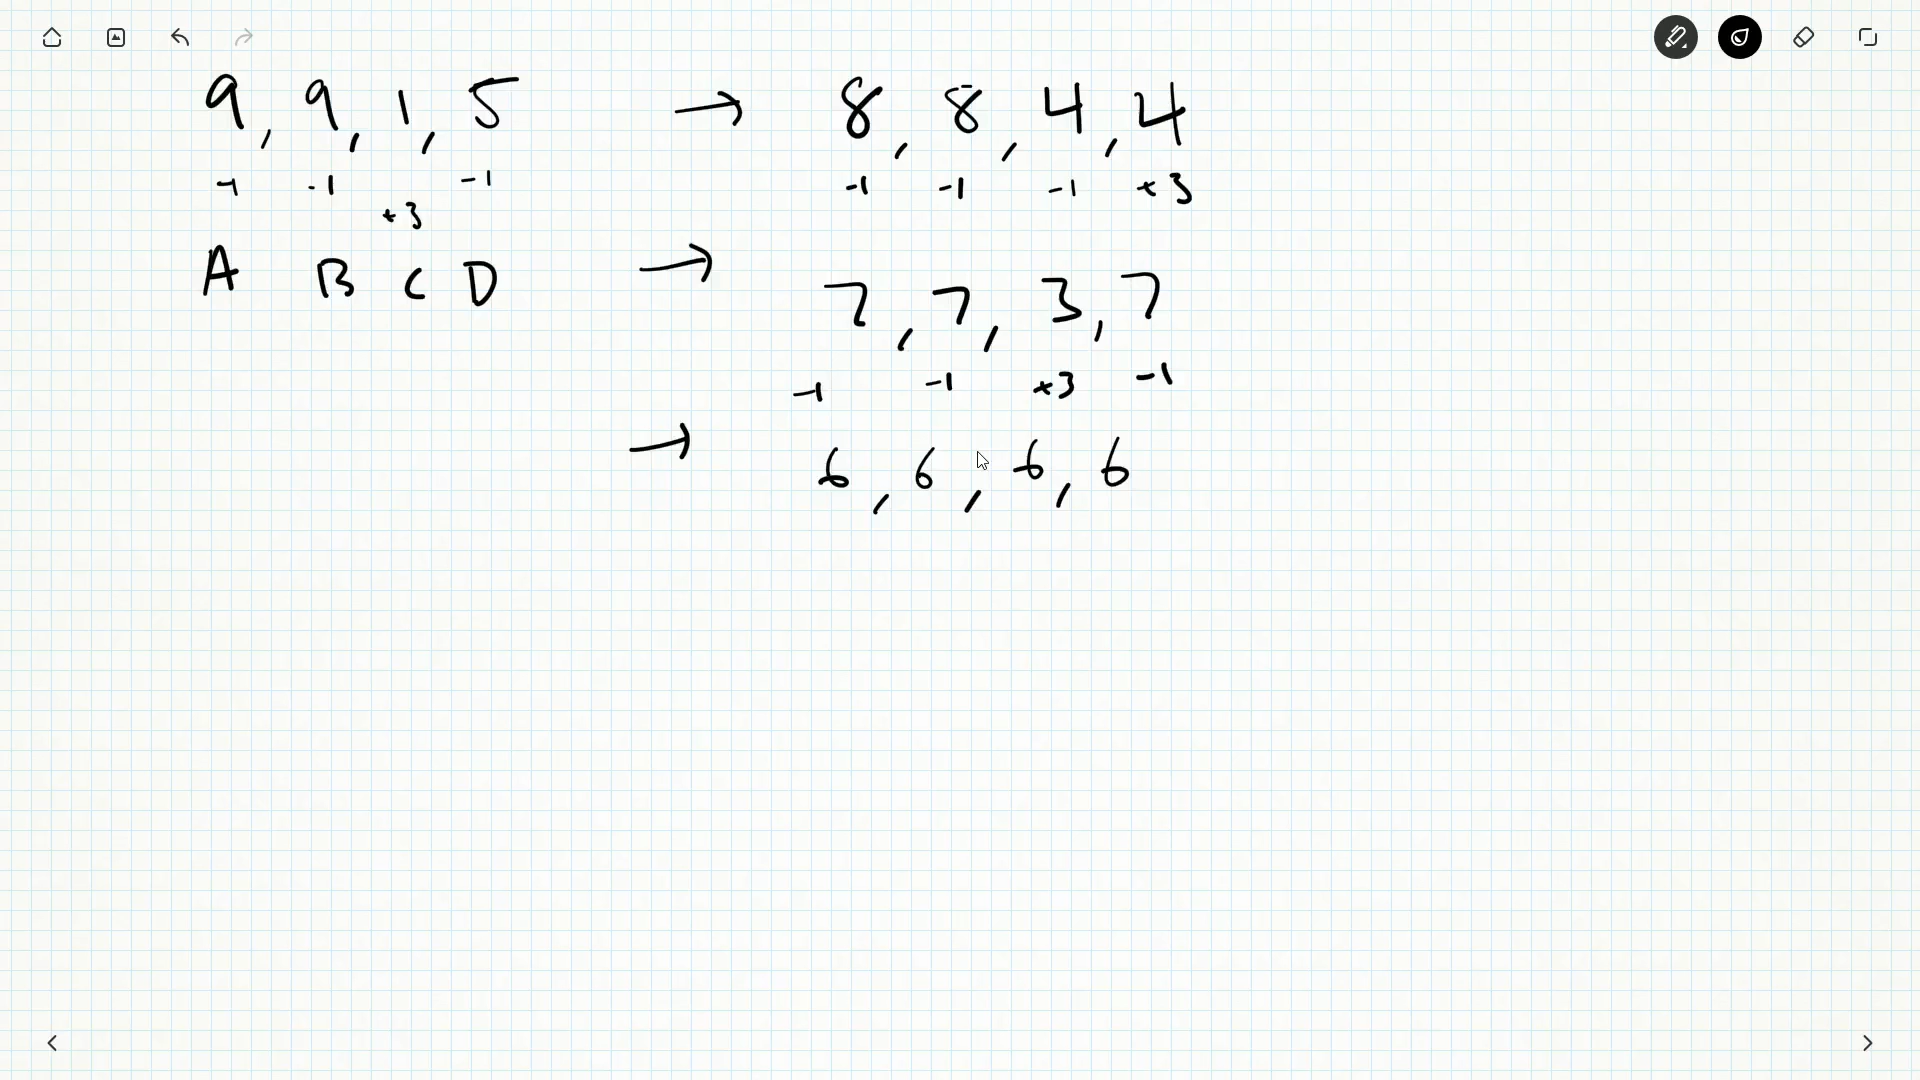 9, 9, 1, 5 → 8, 8, 4, 4
-1 -1 +3 -1 -1 -1 -1 +3
A B C D → 7, 7, 3, 7
-1 -1 +3 -1
→ 6, 6, 6, 6